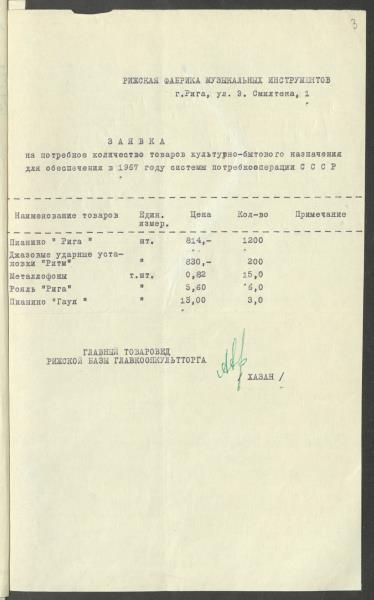 3
РИЖСКАЯ ФАБРИКА МУЗЫКАЛЬНЫХ ИНСТРУМЕНТОВ
г.Рига, ул. Э. Смилтена, 1
З А Я В К А
на потребное количество товаров культурно-бытового назначения
для обеспечения в 1967 году системы потребкооперации С С С Р
Наименование товаров Един. измер. Цена Кол-во Примечание
Пианино " Рига " шт. 814,- 1200
Джазовые ударные уста-
новки "Ритм" " 830,- 200
Металлофоны т.шт. 0,82 15,0
Рояль "Рига" " 5,60 6,0
Пианино " " 13,00 3,0
ГЛАВНЫЙ ТОВАРОВЕД
РИЖСКОЙ БАЗЫ ГЛАВКООПКУЛЬТТОРГА
/ ХАЗАН /